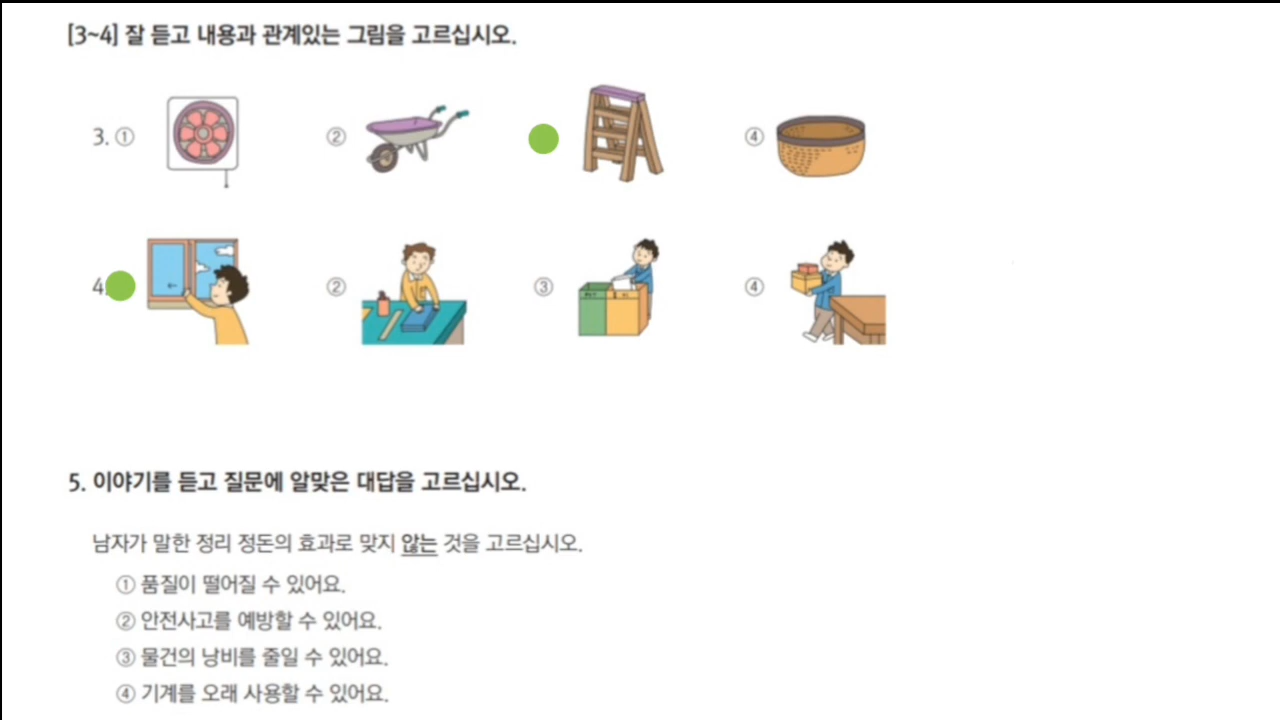 [3~4] 잘 듣고 내용과 관계있는 그림을 고르십시오.
3. ① ② ④
4. ② ③ ④
5. 이야기를 듣고 질문에 알맞은 대답을 고르십시오.
남자가 말한 정리 정돈의 효과로 맞지 않는 것을 고르십시오.
① 품질이 떨어질 수 있어요.
② 안전사고를 예방할 수 있어요.
③ 물건의 낭비를 줄일 수 있어요.
④ 기계를 오래 사용할 수 있어요.